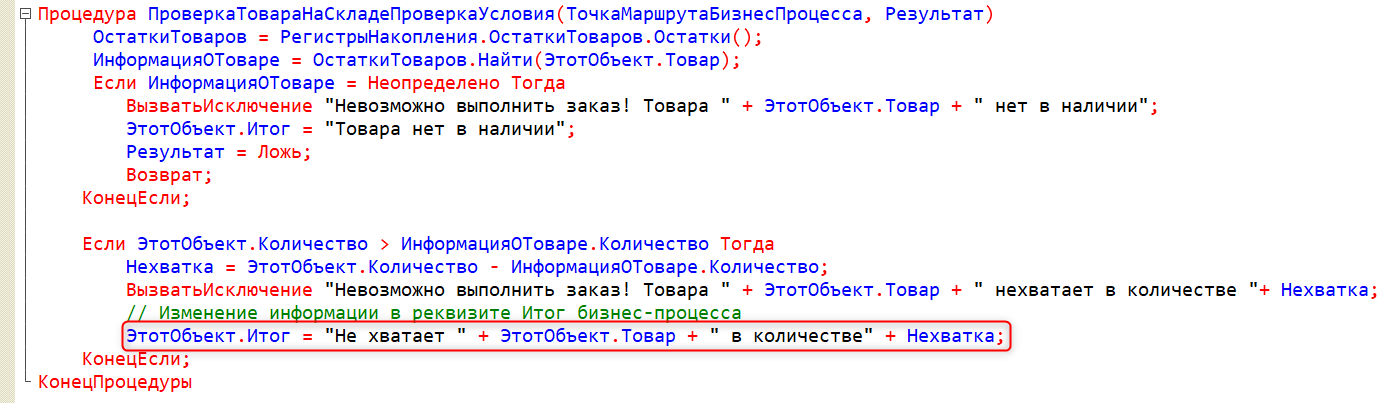 Процедура ПроверкаТовараНаСкладеПроверкаУсловия(ТочкаМаршрутаБизнесПроцесса, Результат)
ОстаткиТоваров = РегистрыНакопления.ОстаткиТоваров.Остатки();
ИнформацияОТоваре = ОстаткиТоваров.Найти(ЭтотОбъект.Товар);
Если ИнформацияОТоваре = Неопределено Тогда
ВызватьИсключение "Невозможно выполнить заказ! Товара " + ЭтотОбъект.Товар + " нет в наличии";
ЭтотОбъект.Итог = "Товара нет в наличии";
Результат = Ложь;
Возврат;
КонецЕсли;
Если ЭтотОбъект.Количество > ИнформацияОТоваре.Количество Тогда
Нехватка = ЭтотОбъект.Количество - ИнформацияОТоваре.Количество;
ВызватьИсключение "Невозможно выполнить заказ! Товара " + ЭтотОбъект.Товар + " нехватает в количестве "+ Нехватка;
// Изменение информации в реквизите Итог бизнес-процесса
ЭтотОбъект.Итог = "Не хватает " + ЭтотОбъект.Товар + " в количестве" + Нехватка;
КонецЕсли;
КонецПроцедуры